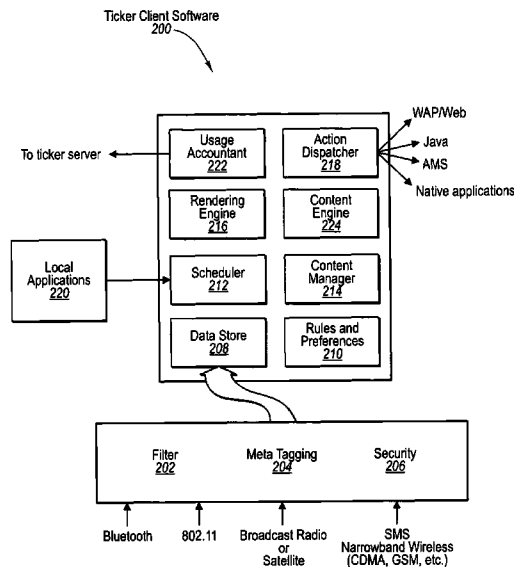 Ticker Client Software
200
WAP/Web
Usage
Accountant
222
Action
Dispatcher
218
To ticker server
Java
AMS
Native applications
Rendering
Engine
216
Content
Engine
224
Local
Applications
220
Scheduler
212
Content
Manager
214
Data Store
208
Rules and
Preferences
210
Filter
202
Meta Tagging
204
Security
206
Bluetooth
802.11
Broadcast Radio
or
Satellite
SMS
Narrowband Wireless
(CDMA, GSM, etc.)